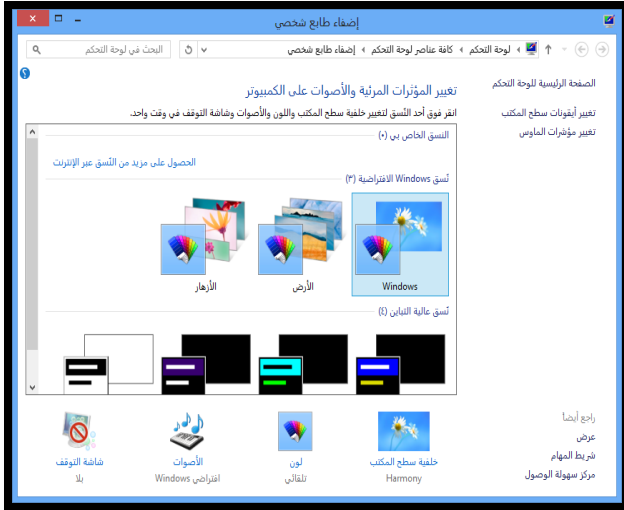 إضفاء طابع شخصي
لوحة التحكم
كافة عناصر لوحة التحكم
إضفاء طابع شخصي
البحث في لوحة التحكم
الصفحة الرئيسية للوحة التحكم
تغيير أيقونات سطح المكتب
تغيير مؤشرات الماوس
تغيير المؤثرات المرئية والأصوات على الكمبيوتر
انقر فوق أحد النُسق لتغيير خلفية سطح المكتب واللون والأصوات وشاشة التوقف في وقت واحد.
النسق الخاص بي (٠)
الحصول على مزيد من النُسق عبر الإنترنت
نُسق Windows الافتراضية (٣)
Windows
الأرض
الأزهار
نُسق عالية التباين (٤)
خلفية سطح المكتب
Harmony
لون
تلقائي
الأصوات
افتراضي Windows
شاشة التوقف
بلا
راجع أيضاً
عرض
شريط المهام
مركز سهولة الوصول